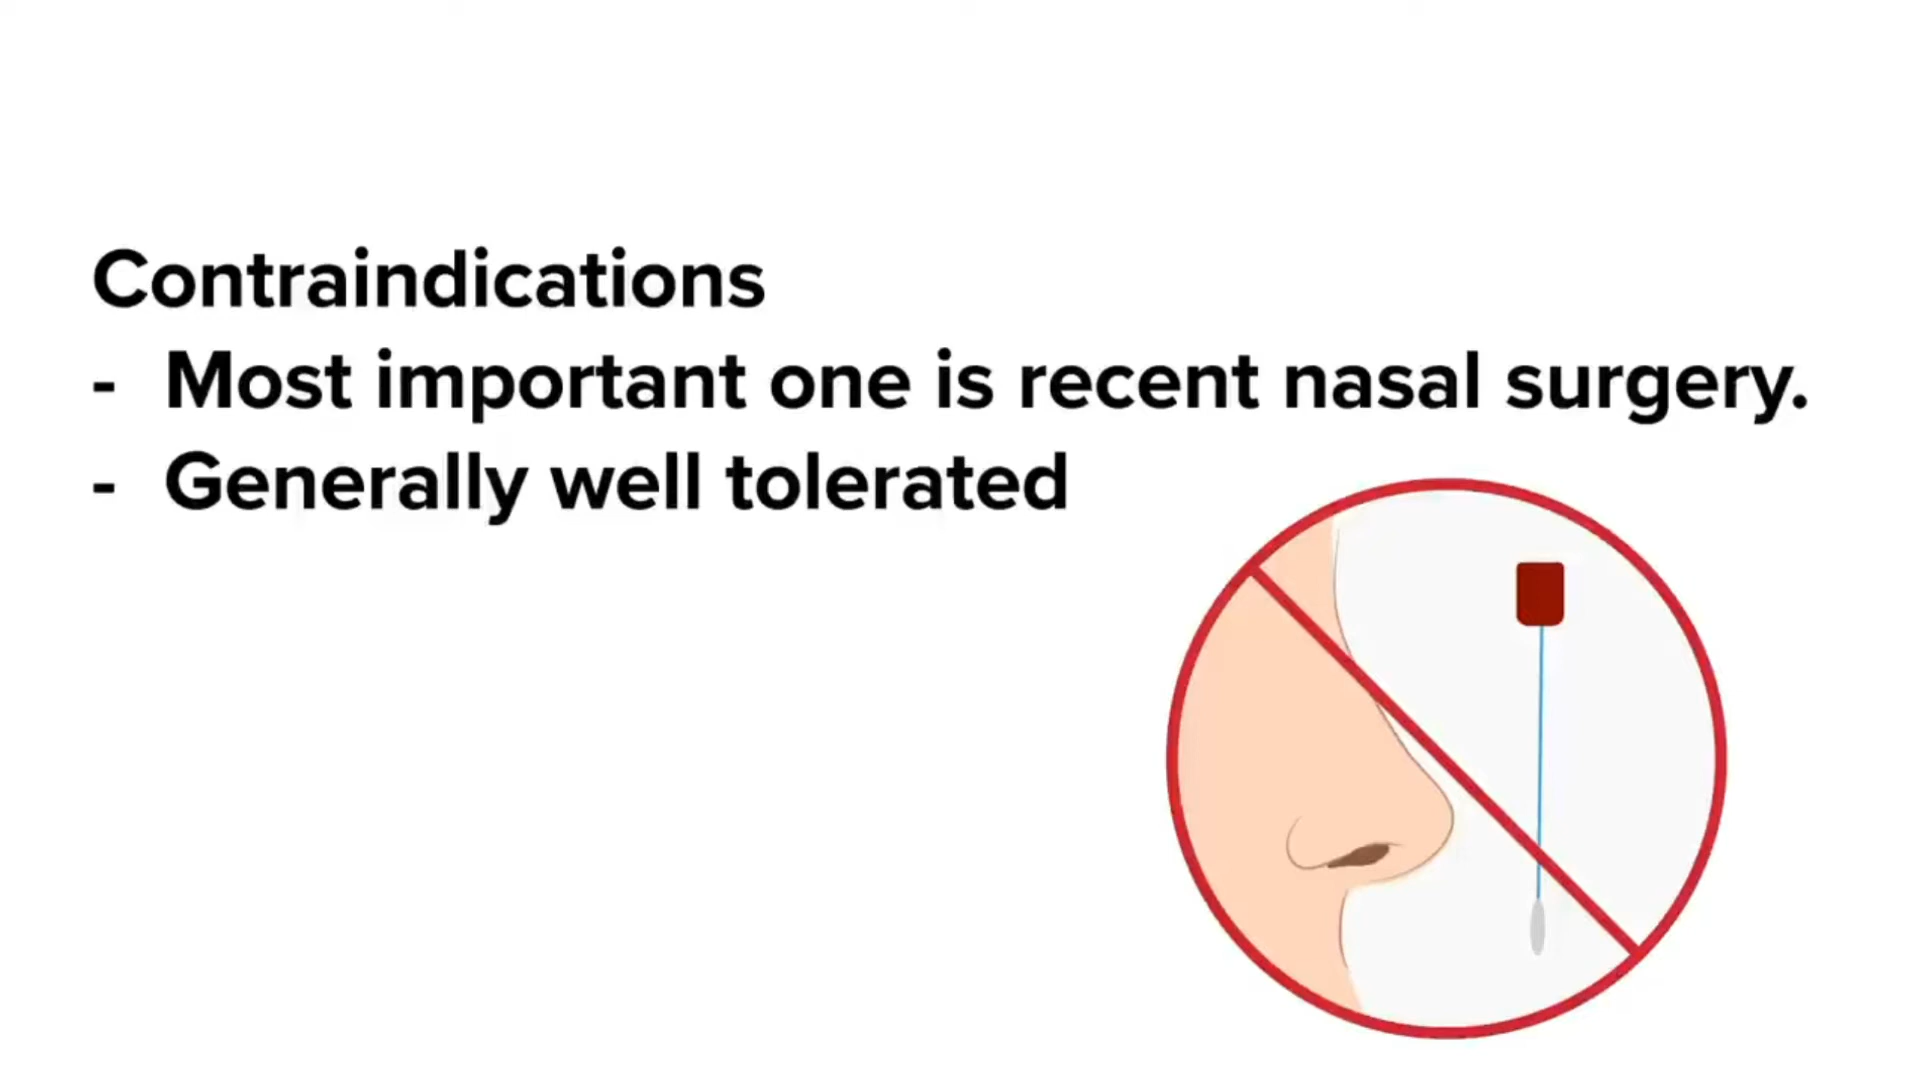 Contraindications
- Most important one is recent nasal surgery.
- Generally well tolerated